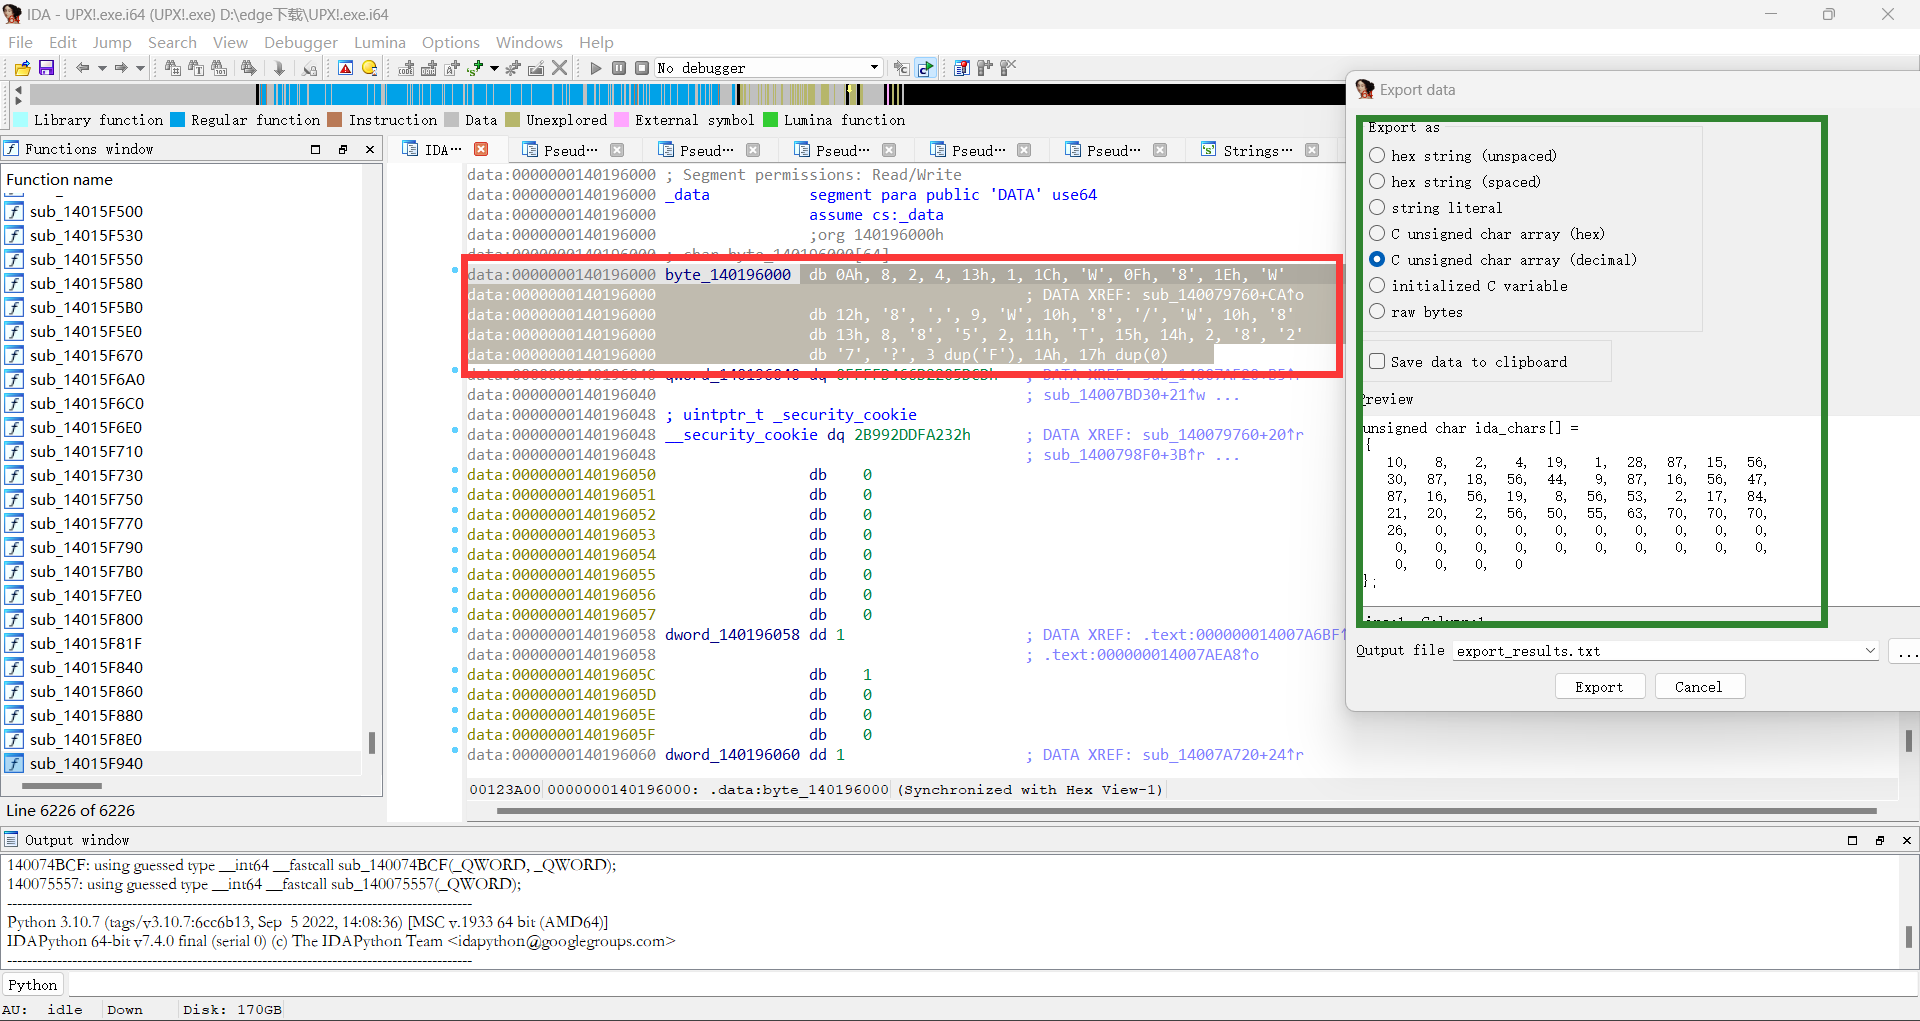 IDA - UPX!.exe.i64 (UPX!.exe) D:\edge下载\UPX!.exe.i64
File Edit Jump Search View Debugger Lumina Options Windows Help
No debugger
Library function Regular function Instruction Data Unexplored External symbol Lumina function
Functions window
IDA··· Pseud··· Pseud··· Pseud··· Pseud··· Pseud··· Strings···
Function name
sub_14015F500
sub_14015F530
sub_14015F550
sub_14015F580
sub_14015F5B0
sub_14015F5E0
sub_14015F670
sub_14015F6A0
sub_14015F6C0
sub_14015F6E0
sub_14015F710
sub_14015F730
sub_14015F750
sub_14015F770
sub_14015F790
sub_14015F7B0
sub_14015F7E0
sub_14015F800
sub_14015F81F
sub_14015F840
sub_14015F860
sub_14015F880
sub_14015F8E0
sub_14015F940
Line 6226 of 6226
data:0000000140196000 ; Segment permissions: Read/Write
data:0000000140196000 _data segment para public 'DATA' use64
data:0000000140196000 assume cs:_data
data:0000000140196000 ;org 140196000h
data:0000000140196000 ; char byte_140196000[64]
data:0000000140196000 byte_140196000 db 0Ah, 8, 2, 4, 13h, 1, 1Ch, 'W', 0Fh, '8', 1Eh, 'W'
data:0000000140196000 ; DATA XREF: sub_140079760+CA↑o
data:0000000140196000 db 12h, '8', ',', 9, 'W', 10h, '8', '/', 'W', 10h, '8'
data:0000000140196000 db 13h, 8, '8', '5', 2, 11h, 'T', 15h, 14h, 2, '8', '2'
data:0000000140196000 db '7', '?', 3 dup('F'), 1Ah, 17h dup(0)
data:0000000140196040 ; sub_14007BD30+21↑w ...
data:0000000140196048 ; uintptr_t _security_cookie
data:0000000140196048 __security_cookie dq 2B992DDFA232h ; DATA XREF: sub_140079760+20↑r
data:0000000140196048 ; sub_1400798F0+3B↑r ...
data:0000000140196050 db 0
data:0000000140196051 db 0
data:0000000140196052 db 0
data:0000000140196053 db 0
data:0000000140196054 db 0
data:0000000140196055 db 0
data:0000000140196056 db 0
data:0000000140196057 db 0
data:0000000140196058 dword_140196058 dd 1 ; DATA XREF: .text:000000014007A6BF↑
data:0000000140196058 ; .text:000000014007AEA8↑o
data:000000014019605C db 1
data:000000014019605D db 0
data:000000014019605E db 0
data:000000014019605F db 0
data:0000000140196060 dword_140196060 dd 1 ; DATA XREF: sub_14007A720+24↑r
00123A00 0000000140196000: .data:byte_140196000 (Synchronized with Hex View-1)
Export data
Export as
hex string (unspaced)
hex string (spaced)
string literal
C unsigned char array (hex)
C unsigned char array (decimal)
initialized C variable
raw bytes
Save data to clipboard
Preview
unsigned char ida_chars[] =
{
10, 8, 2, 4, 19, 1, 28, 87, 15, 56,
30, 87, 18, 56, 44, 9, 87, 16, 56, 47,
87, 16, 56, 19, 8, 56, 53, 2, 17, 84,
21, 20, 2, 56, 50, 55, 63, 70, 70, 70,
26, 0, 0, 0, 0, 0, 0, 0, 0, 0,
0, 0, 0, 0, 0, 0, 0, 0, 0, 0,
0, 0, 0, 0
};
Output file export_results.txt ...
Export Cancel
Output window
140074BCF: using guessed type __int64 __fastcall sub_140074BCF(_QWORD, _QWORD);
140075557: using guessed type __int64 __fastcall sub_140075557(_QWORD);
Python 3.10.7 (tags/v3.10.7:6cc6b13, Sep  5 2022, 14:08:36) [MSC v.1933 64 bit (AMD64)]
IDAPython 64-bit v7.4.0 final (serial 0) (c) The IDAPython Team <idapython@googlegroups.com>
Python
AU: idle Down Disk: 170GB